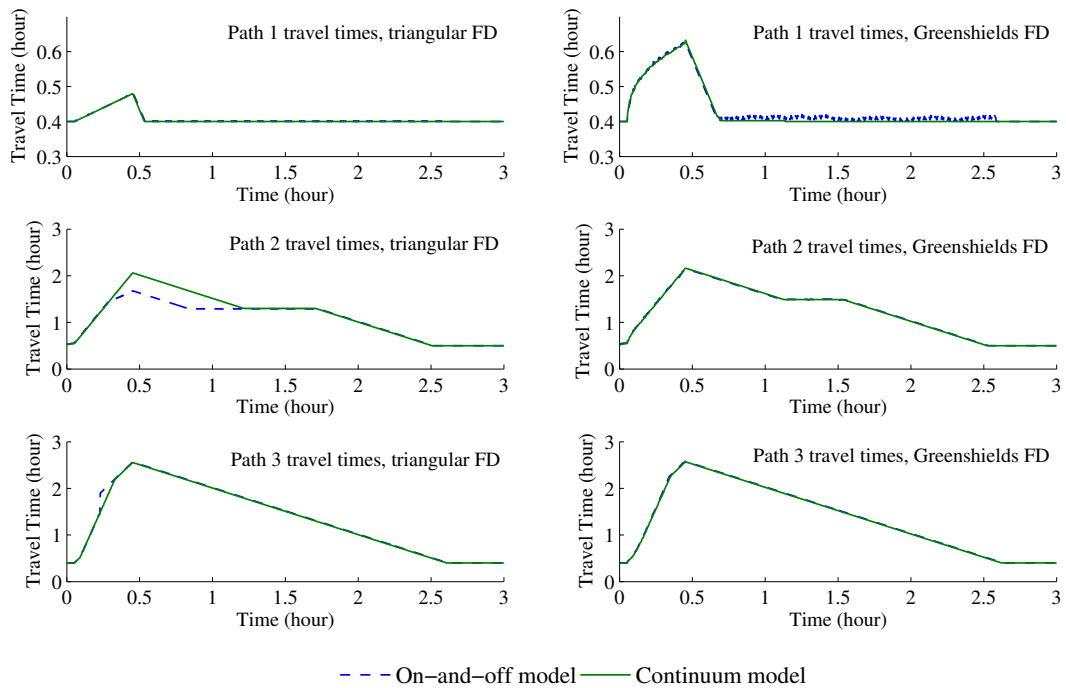 Path 1 travel times, triangular FD
Travel Time (hour)
0.6
0.5
0.4
0.3
0 0.5 1 1.5 2 2.5 3
Time (hour)
Path 1 travel times, Greenshields FD
Travel Time (hour)
0.6
0.5
0.4
0.3
0 0.5 1 1.5 2 2.5 3
Time (hour)
Path 2 travel times, triangular FD
Travel Time (hour)
3
2
1
0
0 0.5 1 1.5 2 2.5 3
Time (hour)
Path 2 travel times, Greenshields FD
Travel Time (hour)
3
2
1
0
0 0.5 1 1.5 2 2.5 3
Time (hour)
Path 3 travel times, triangular FD
Travel Time (hour)
3
2
1
0
0 0.5 1 1.5 2 2.5 3
Time (hour)
Path 3 travel times, Greenshields FD
Travel Time (hour)
3
2
1
0
0 0.5 1 1.5 2 2.5 3
Time (hour)
On−and−off model Continuum model